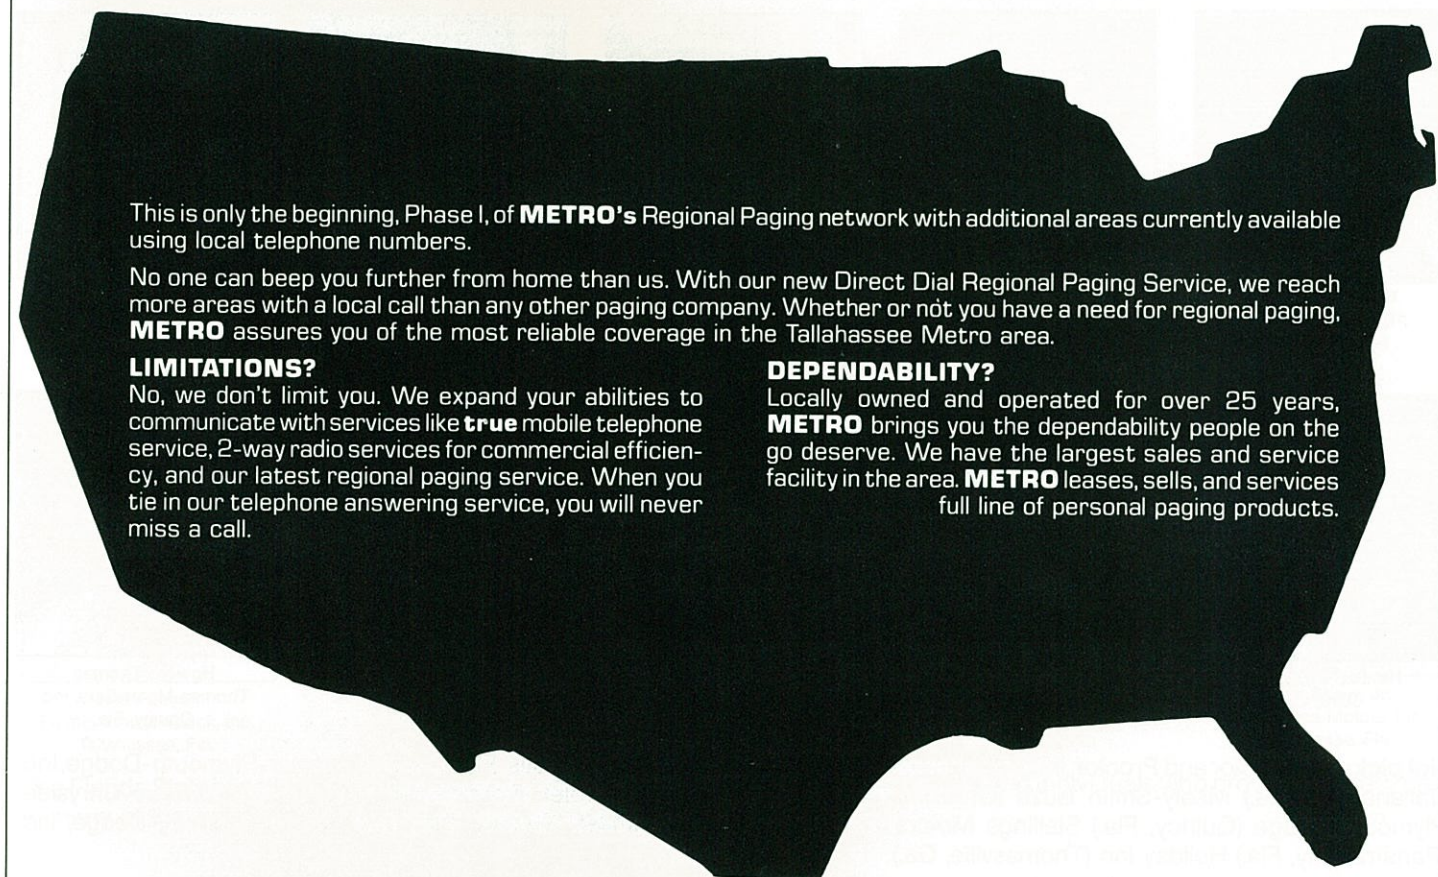 This is only the beginning, Phase I, of METRO's Regional Paging network with additional areas currently available
using local telephone numbers.
No one can beep you further from home than us. With our new Direct Dial Regional Paging Service, we reach
more areas with a local call than any other paging company. Whether or not you have a need for regional paging,
METRO assures you of the most reliable coverage in the Tallahassee Metro area.
LIMITATIONS?
No, we don't limit you. We expand your abilities to
communicate with services like true mobile telephone
service, 2-way radio services for commercial efficien-
cy, and our latest regional paging service. When you
tie in our telephone answering service, you will never
miss a call.
DEPENDABILITY?
Locally owned and operated for over 25 years,
METRO brings you the dependability people on the
go deserve. We have the largest sales and service
facility in the area. METRO leases, sells, and services
full line of personal paging products.